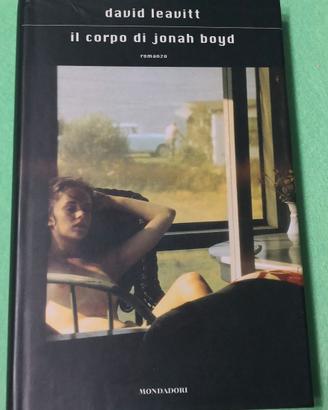 david leavitt
il corpo di jonah boyd
romanzo
MONDADORI